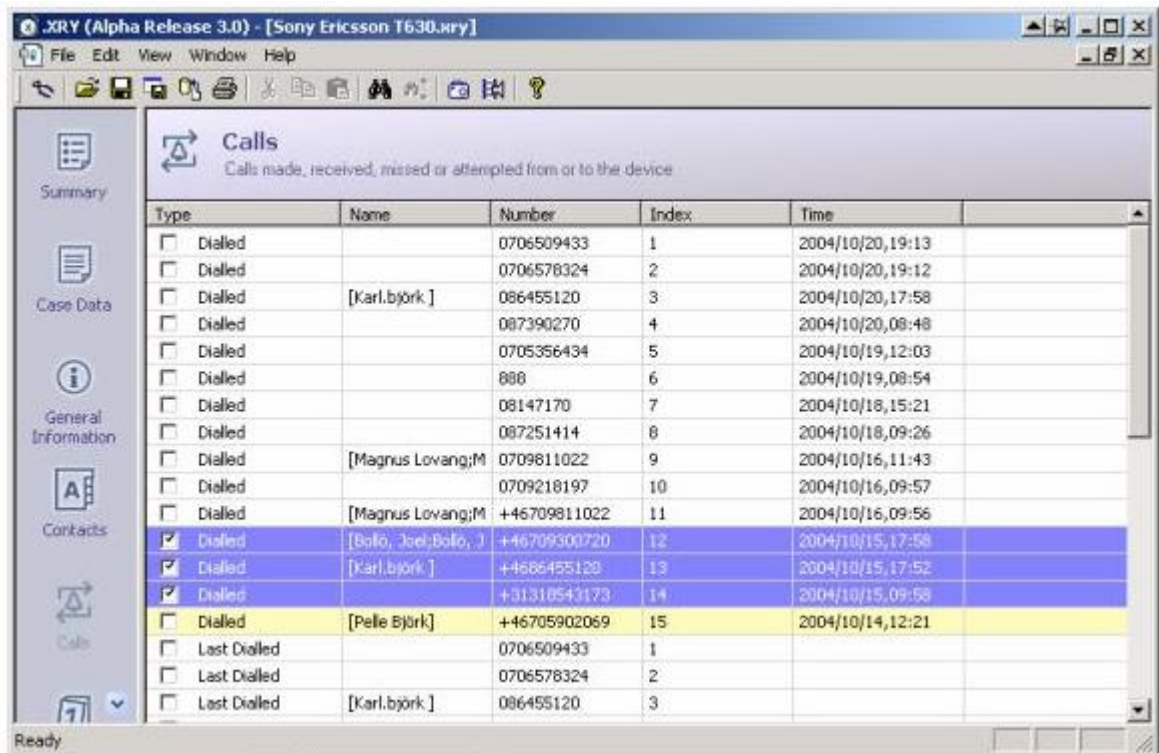 .XRY (Alpha Release 3.0) - [Sony Ericsson T630.xry]
File Edit View Window Help
Calls
Calls made, received, missed or attempted from or to the device
Summary
Case Data
General
Information
Contacts
Calls
Type Name Number Index Time
Dialled 0706509433 1 2004/10/20,19:13
Dialled 0706578324 2 2004/10/20,19:12
Dialled [Karl.björk ] 086455120 3 2004/10/20,17:58
Dialled 087390270 4 2004/10/20,08:48
Dialled 0705356434 5 2004/10/19,12:03
Dialled 888 6 2004/10/19,08:54
Dialled 08147170 7 2004/10/18,15:21
Dialled 087251414 8 2004/10/18,09:26
Dialled [Magnus Lovang;M 0709811022 9 2004/10/16,11:43
Dialled 0709218197 10 2004/10/16,09:57
Dialled [Magnus Lovang;M +46709811022 11 2004/10/16,09:56
Dialled [Bolló, Joel;Bolló, J +46709300720 12 2004/10/15,17:58
Dialled [Karl.björk ] +4686455120 13 2004/10/15,17:52
Dialled +31318543173 14 2004/10/15,09:58
Dialled [Pelle Björk] +46705902069 15 2004/10/14,12:21
Last Dialled 0706509433 1
Last Dialled 0706578324 2
Last Dialled [Karl.björk ] 086455120 3
Ready